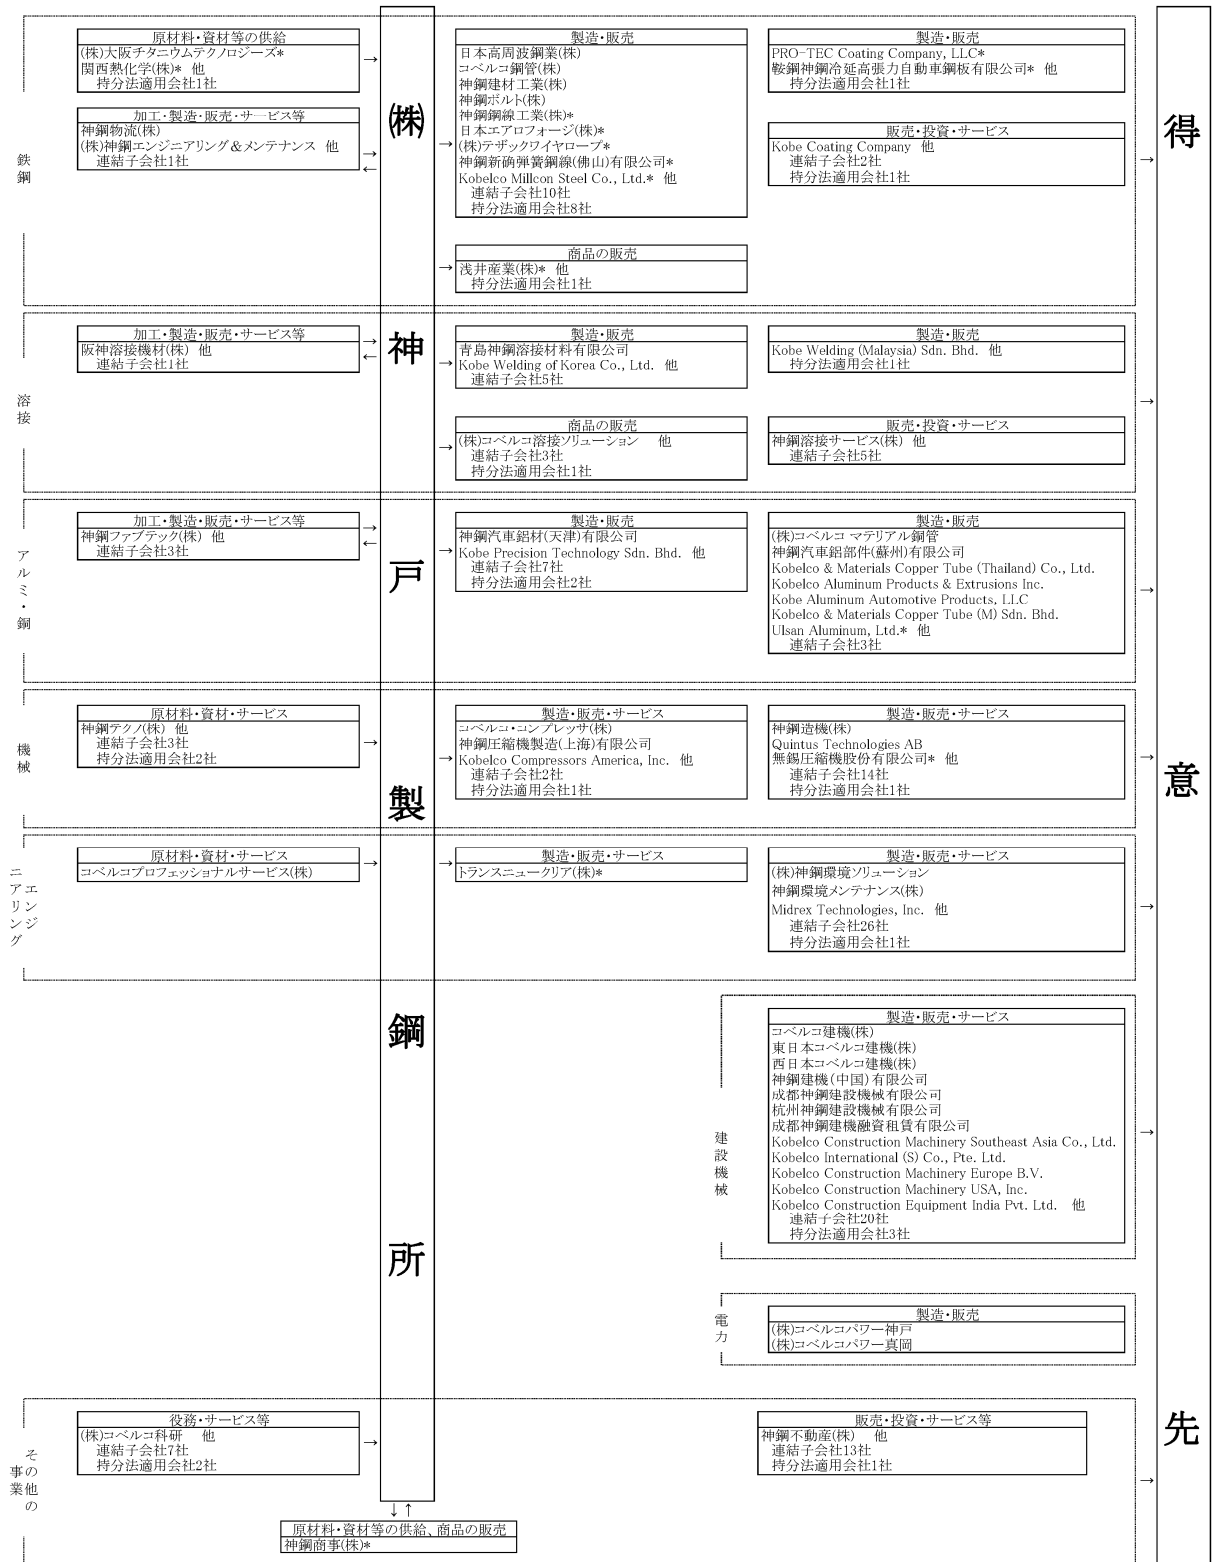 鉄鋼
原材料・資材等の供給
(株)大阪チタニウムテクノロジーズ*
関西熱化学(株)* 他
持分法適用会社1社
→
加工・製造・販売・サービス等
神鋼物流(株)
(株)神鋼エンジニアリング&メンテナンス 他
連結子会社1社
→
←
(株)神戸製鋼所
製造・販売
日本高周波鋼業(株)
コベルコ鋼管(株)
神鋼建材工業(株)
神鋼ボルト(株)
神鋼鋼線工業(株)*
日本エアロフォージ(株)*
(株)テザックワイヤロープ*
神鋼新确弾簧鋼線(佛山)有限公司*
Kobelco Millcon Steel Co., Ltd.* 他
連結子会社10社
持分法適用会社8社
→
商品の販売
浅井産業(株)* 他
持分法適用会社1社
→
製造・販売
PRO-TEC Coating Company, LLC*
鞍鋼神鋼冷延高張力自動車鋼板有限公司* 他
持分法適用会社1社
販売・投資・サービス
Kobe Coating Company 他
連結子会社2社
持分法適用会社1社
→
得意先
溶接
加工・製造・販売・サービス等
阪神溶接機材(株) 他
連結子会社1社
→
←
製造・販売
青島神鋼溶接材料有限公司
Kobe Welding of Korea Co., Ltd. 他
連結子会社5社
→
商品の販売
(株)コベルコ溶接ソリューション 他
連結子会社3社
持分法適用会社1社
→
製造・販売
Kobe Welding (Malaysia) Sdn. Bhd. 他
持分法適用会社1社
販売・投資・サービス
神鋼溶接サービス(株) 他
連結子会社5社
→
アルミ・銅
加工・製造・販売・サービス等
神鋼ファブテック(株) 他
連結子会社3社
→
←
製造・販売
神鋼汽車鋁材(天津)有限公司
Kobe Precision Technology Sdn. Bhd. 他
連結子会社7社
持分法適用会社2社
→
製造・販売
(株)コベルコ マテリアル銅管
神鋼汽車鋁部件(蘇州)有限公司
Kobelco & Materials Copper Tube (Thailand) Co., Ltd.
Kobelco Aluminum Products & Extrusions Inc.
Kobe Aluminum Automotive Products, LLC
Kobelco & Materials Copper Tube (M) Sdn. Bhd.
Ulsan Aluminum, Ltd.* 他
連結子会社3社
→
機械
原材料・資材・サービス
神鋼テクノ(株) 他
連結子会社3社
持分法適用会社2社
→
製造・販売・サービス
コベルコ・コンプレッサ(株)
神鋼圧縮機製造(上海)有限公司
Kobelco Compressors America, Inc. 他
連結子会社2社
持分法適用会社1社
→
製造・販売・サービス
神鋼造機(株)
Quintus Technologies AB
無錫圧縮機股份有限公司* 他
連結子会社14社
持分法適用会社1社
→
エンジニアリング
原材料・資材・サービス
コベルコプロフェッショナルサービス(株)
→
製造・販売・サービス
トランスニュークリア(株)*
→
製造・販売・サービス
(株)神鋼環境ソリューション
神鋼環境メンテナンス(株)
Midrex Technologies, Inc. 他
連結子会社26社
持分法適用会社1社
→
建設機械
製造・販売・サービス
コベルコ建機(株)
東日本コベルコ建機(株)
西日本コベルコ建機(株)
神鋼建機(中国)有限公司
成都神鋼建設機械有限公司
杭州神鋼建設機械有限公司
成都神鋼建機融資租賃有限公司
Kobelco Construction Machinery Southeast Asia Co., Ltd.
Kobelco International (S) Co., Pte. Ltd.
Kobelco Construction Machinery Europe B.V.
Kobelco Construction Machinery USA, Inc.
Kobelco Construction Equipment India Pvt. Ltd. 他
連結子会社20社
持分法適用会社3社
→
電力
製造・販売
(株)コベルコパワー神戸
(株)コベルコパワー真岡
その他の事業
役務・サービス等
(株)コベルコ科研 他
連結子会社7社
持分法適用会社2社
→
販売・投資・サービス等
神鋼不動産(株) 他
連結子会社13社
持分法適用会社1社
→
↓↑
原材料・資材等の供給、商品の販売
神鋼商事(株)*